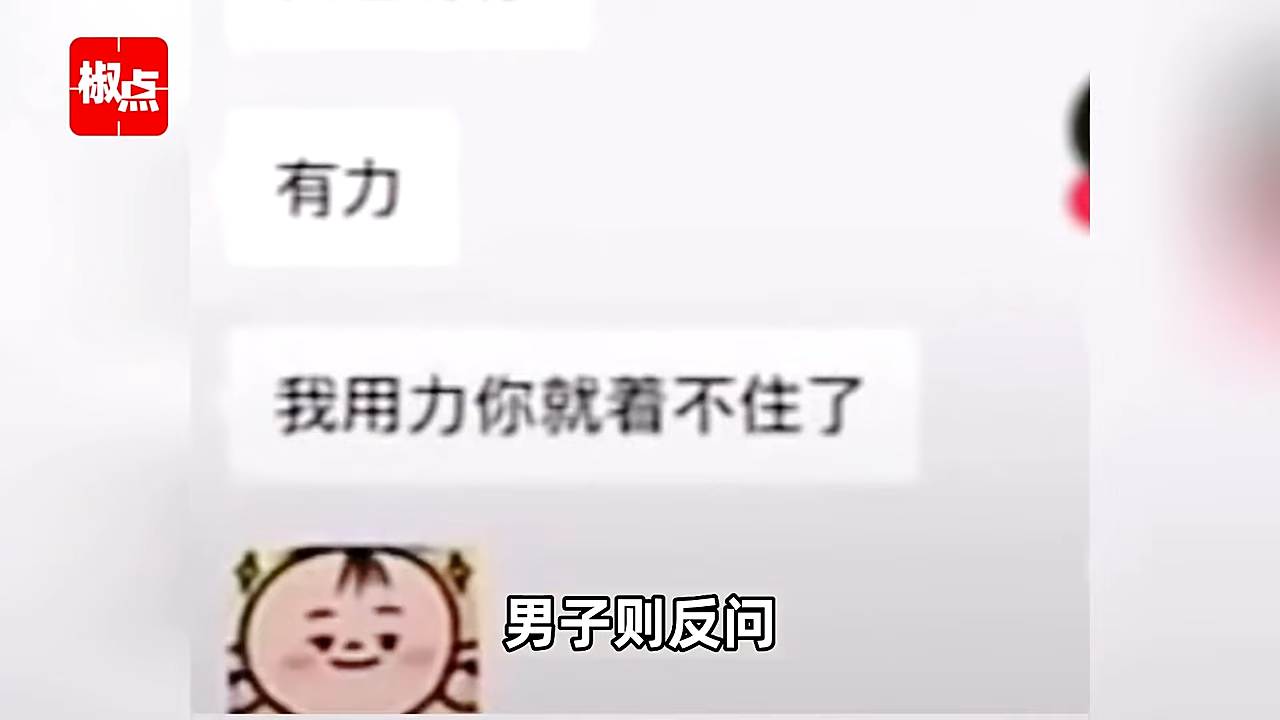 椒点
有力
我用力你就着不住了
男子则反问